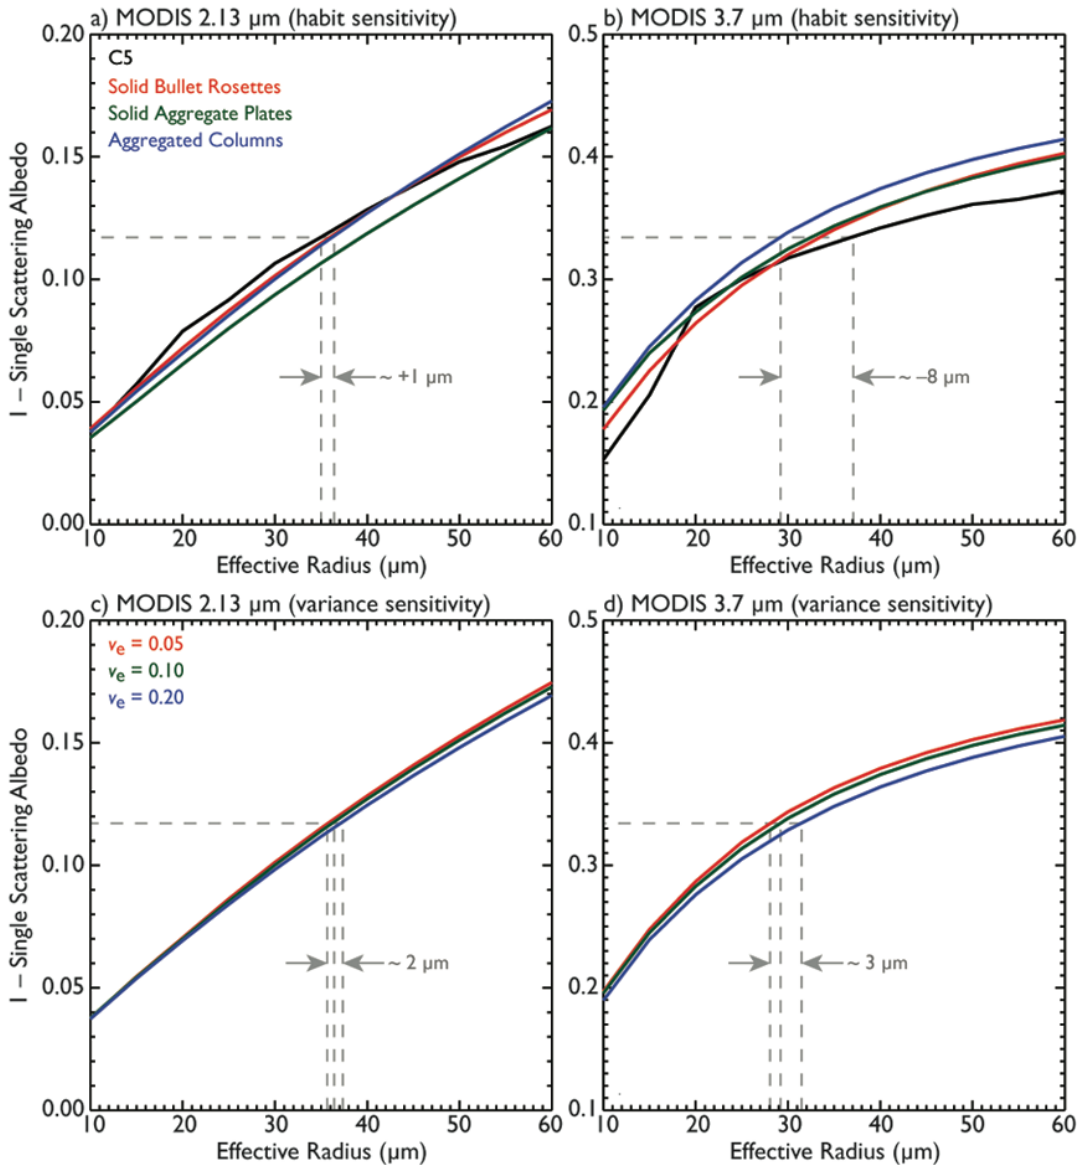 a) MODIS 2.13 µm (habit sensitivity)
0.20
0.15
0.10
0.05
0.00
1 – Single Scattering Albedo
C5
Solid Bullet Rosettes
Solid Aggregate Plates
Aggregated Columns
~ +1 µm
10 20 30 40 50 60
Effective Radius (µm)
b) MODIS 3.7 µm (habit sensitivity)
0.5
0.4
0.3
0.2
0.1
~ –8 µm
10 20 30 40 50 60
Effective Radius (µm)
c) MODIS 2.13 µm (variance sensitivity)
0.20
0.15
0.10
0.05
0.00
1 – Single Scattering Albedo
ve = 0.05
ve = 0.10
ve = 0.20
~ 2 µm
10 20 30 40 50 60
Effective Radius (µm)
d) MODIS 3.7 µm (variance sensitivity)
0.5
0.4
0.3
0.2
0.1
~ 3 µm
10 20 30 40 50 60
Effective Radius (µm)